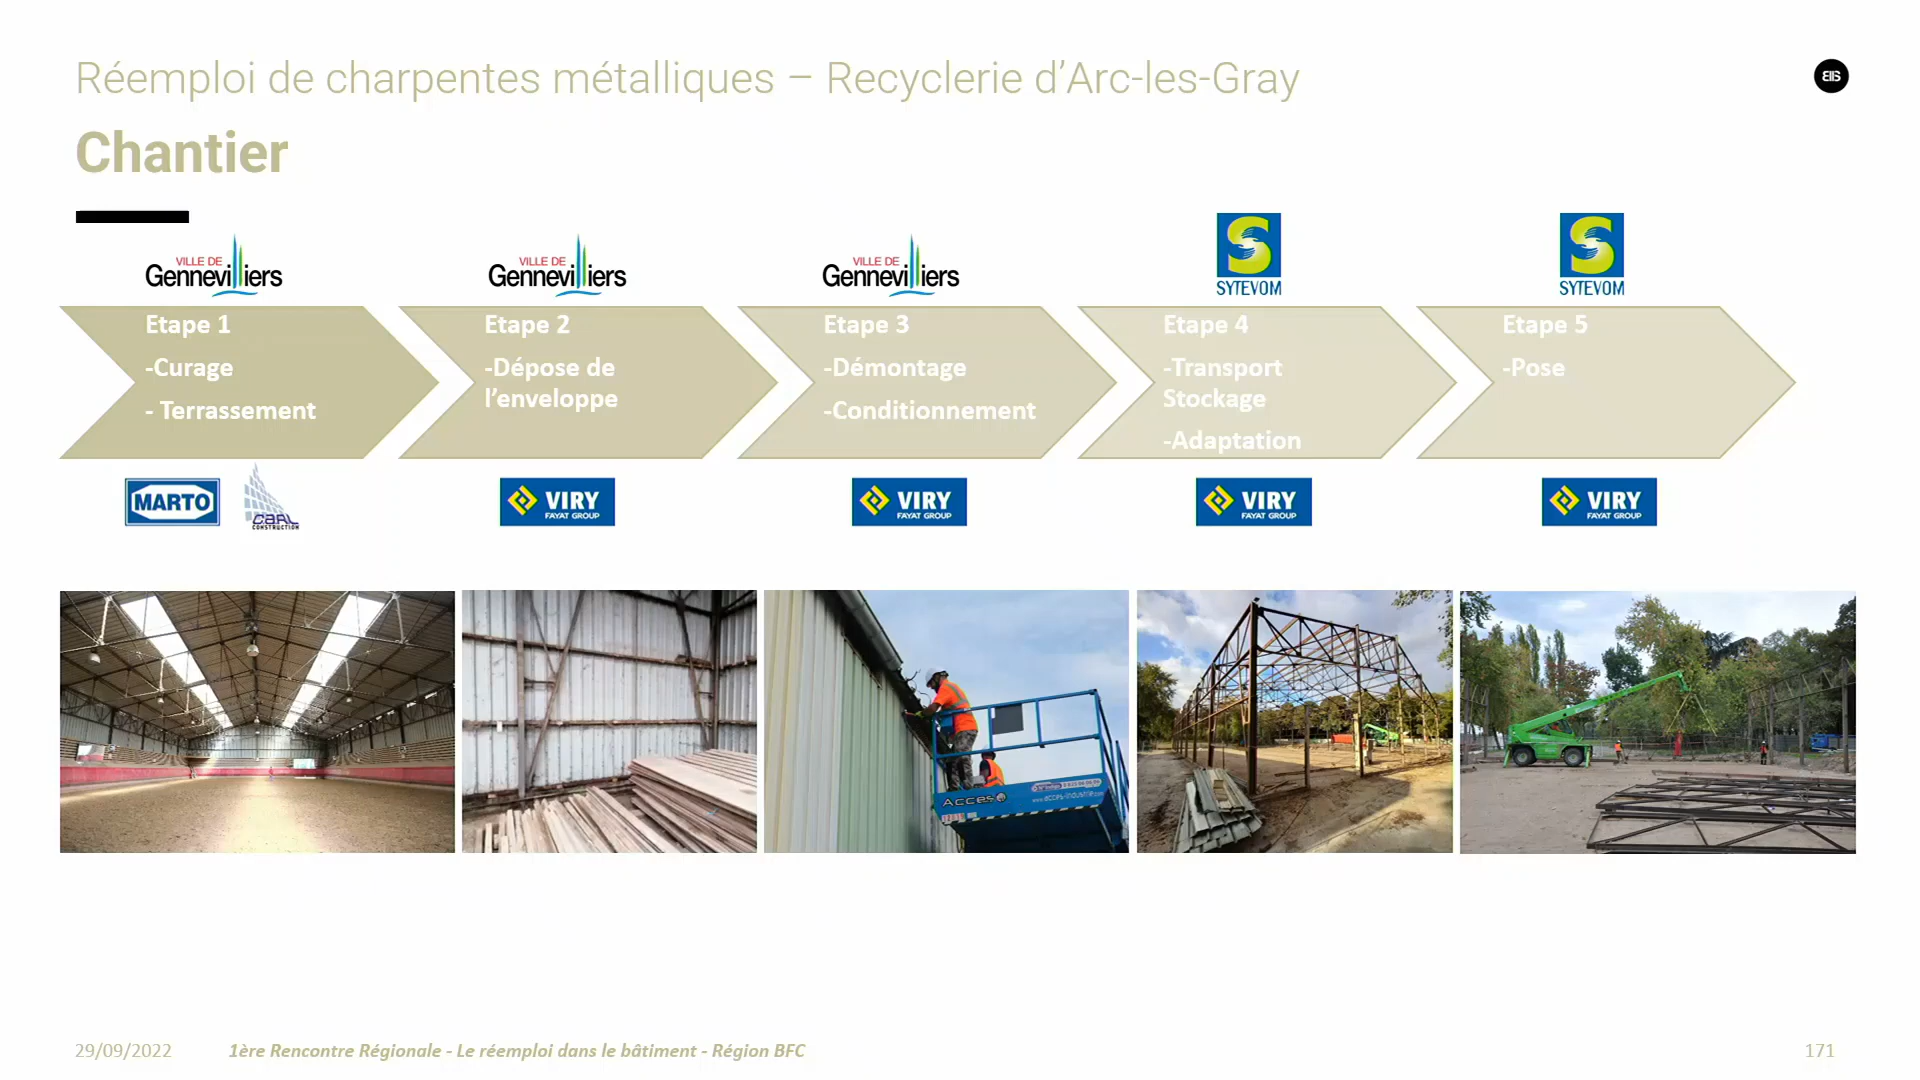 Réemploi de charpentes métalliques – Recyclerie d’Arc-les-Gray
Chantier
VILLE DE
Gennevilliers
VILLE DE
Gennevilliers
VILLE DE
Gennevilliers
SYTEVOM
SYTEVOM
Etape 1
-Curage
- Terrassement
Etape 2
-Dépose de
l’enveloppe
Etape 3
-Démontage
-Conditionnement
Etape 4
-Transport
Stockage
-Adaptation
Etape 5
-Pose
MARTO
CARL
CONSTRUCTION
VIRY
FAYAT GROUP
VIRY
FAYAT GROUP
VIRY
FAYAT GROUP
VIRY
FAYAT GROUP
Acces
29/09/2022
1ère Rencontre Régionale - Le réemploi dans le bâtiment - Région BFC
171